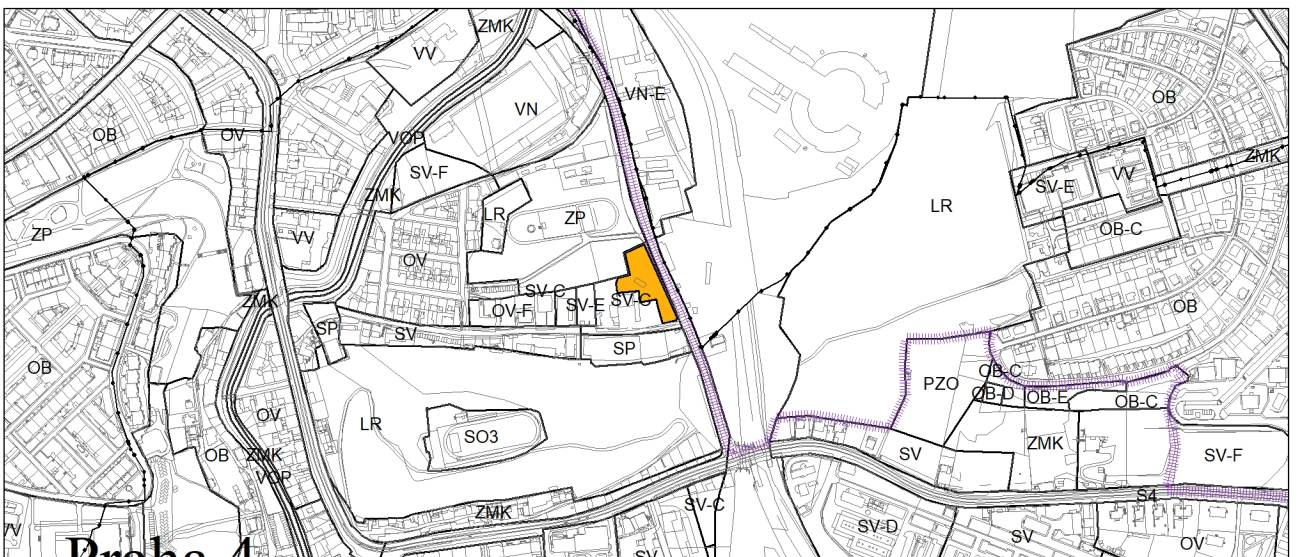 ZMK
VV
VN-E
VN
OB
OB
OV
VOP
ZMK
SV-F
VV
SV-E
ZMK
LR
LR
ZP
OB-C
ZP
VV
OV
SV-C
SV-E
SV-C
OB
ZMK
OV-F
SP
SV
SP
OB
OB-C
PZO
OB-D
OB-E
OB-C
OV
LR
SO3
ZMK
OB
ZMK
SV
SV-F
VOP
S4
ZMK
SV-C
SV-D
SV
OV
SV
Praha 4